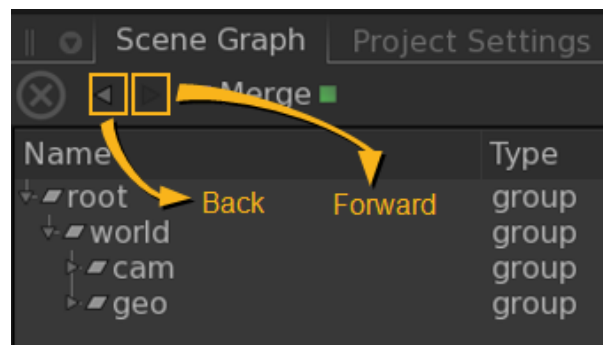 Scene Graph Project Settings
Merge
Name Type
root Back Forward group
world group
cam group
geo group